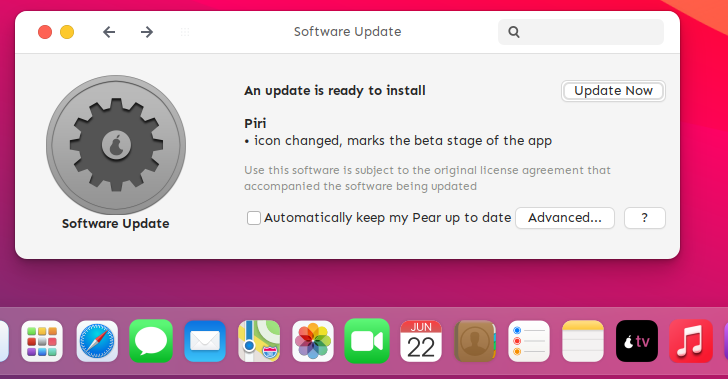 Software Update
An update is ready to install
Update Now
Piri
• icon changed, marks the beta stage of the app
Use this software is subject to the original license agreement that
accompanied the software being updated
Software Update
Automatically keep my Pear up to date
Advanced...
?
JUN
22
280
tv